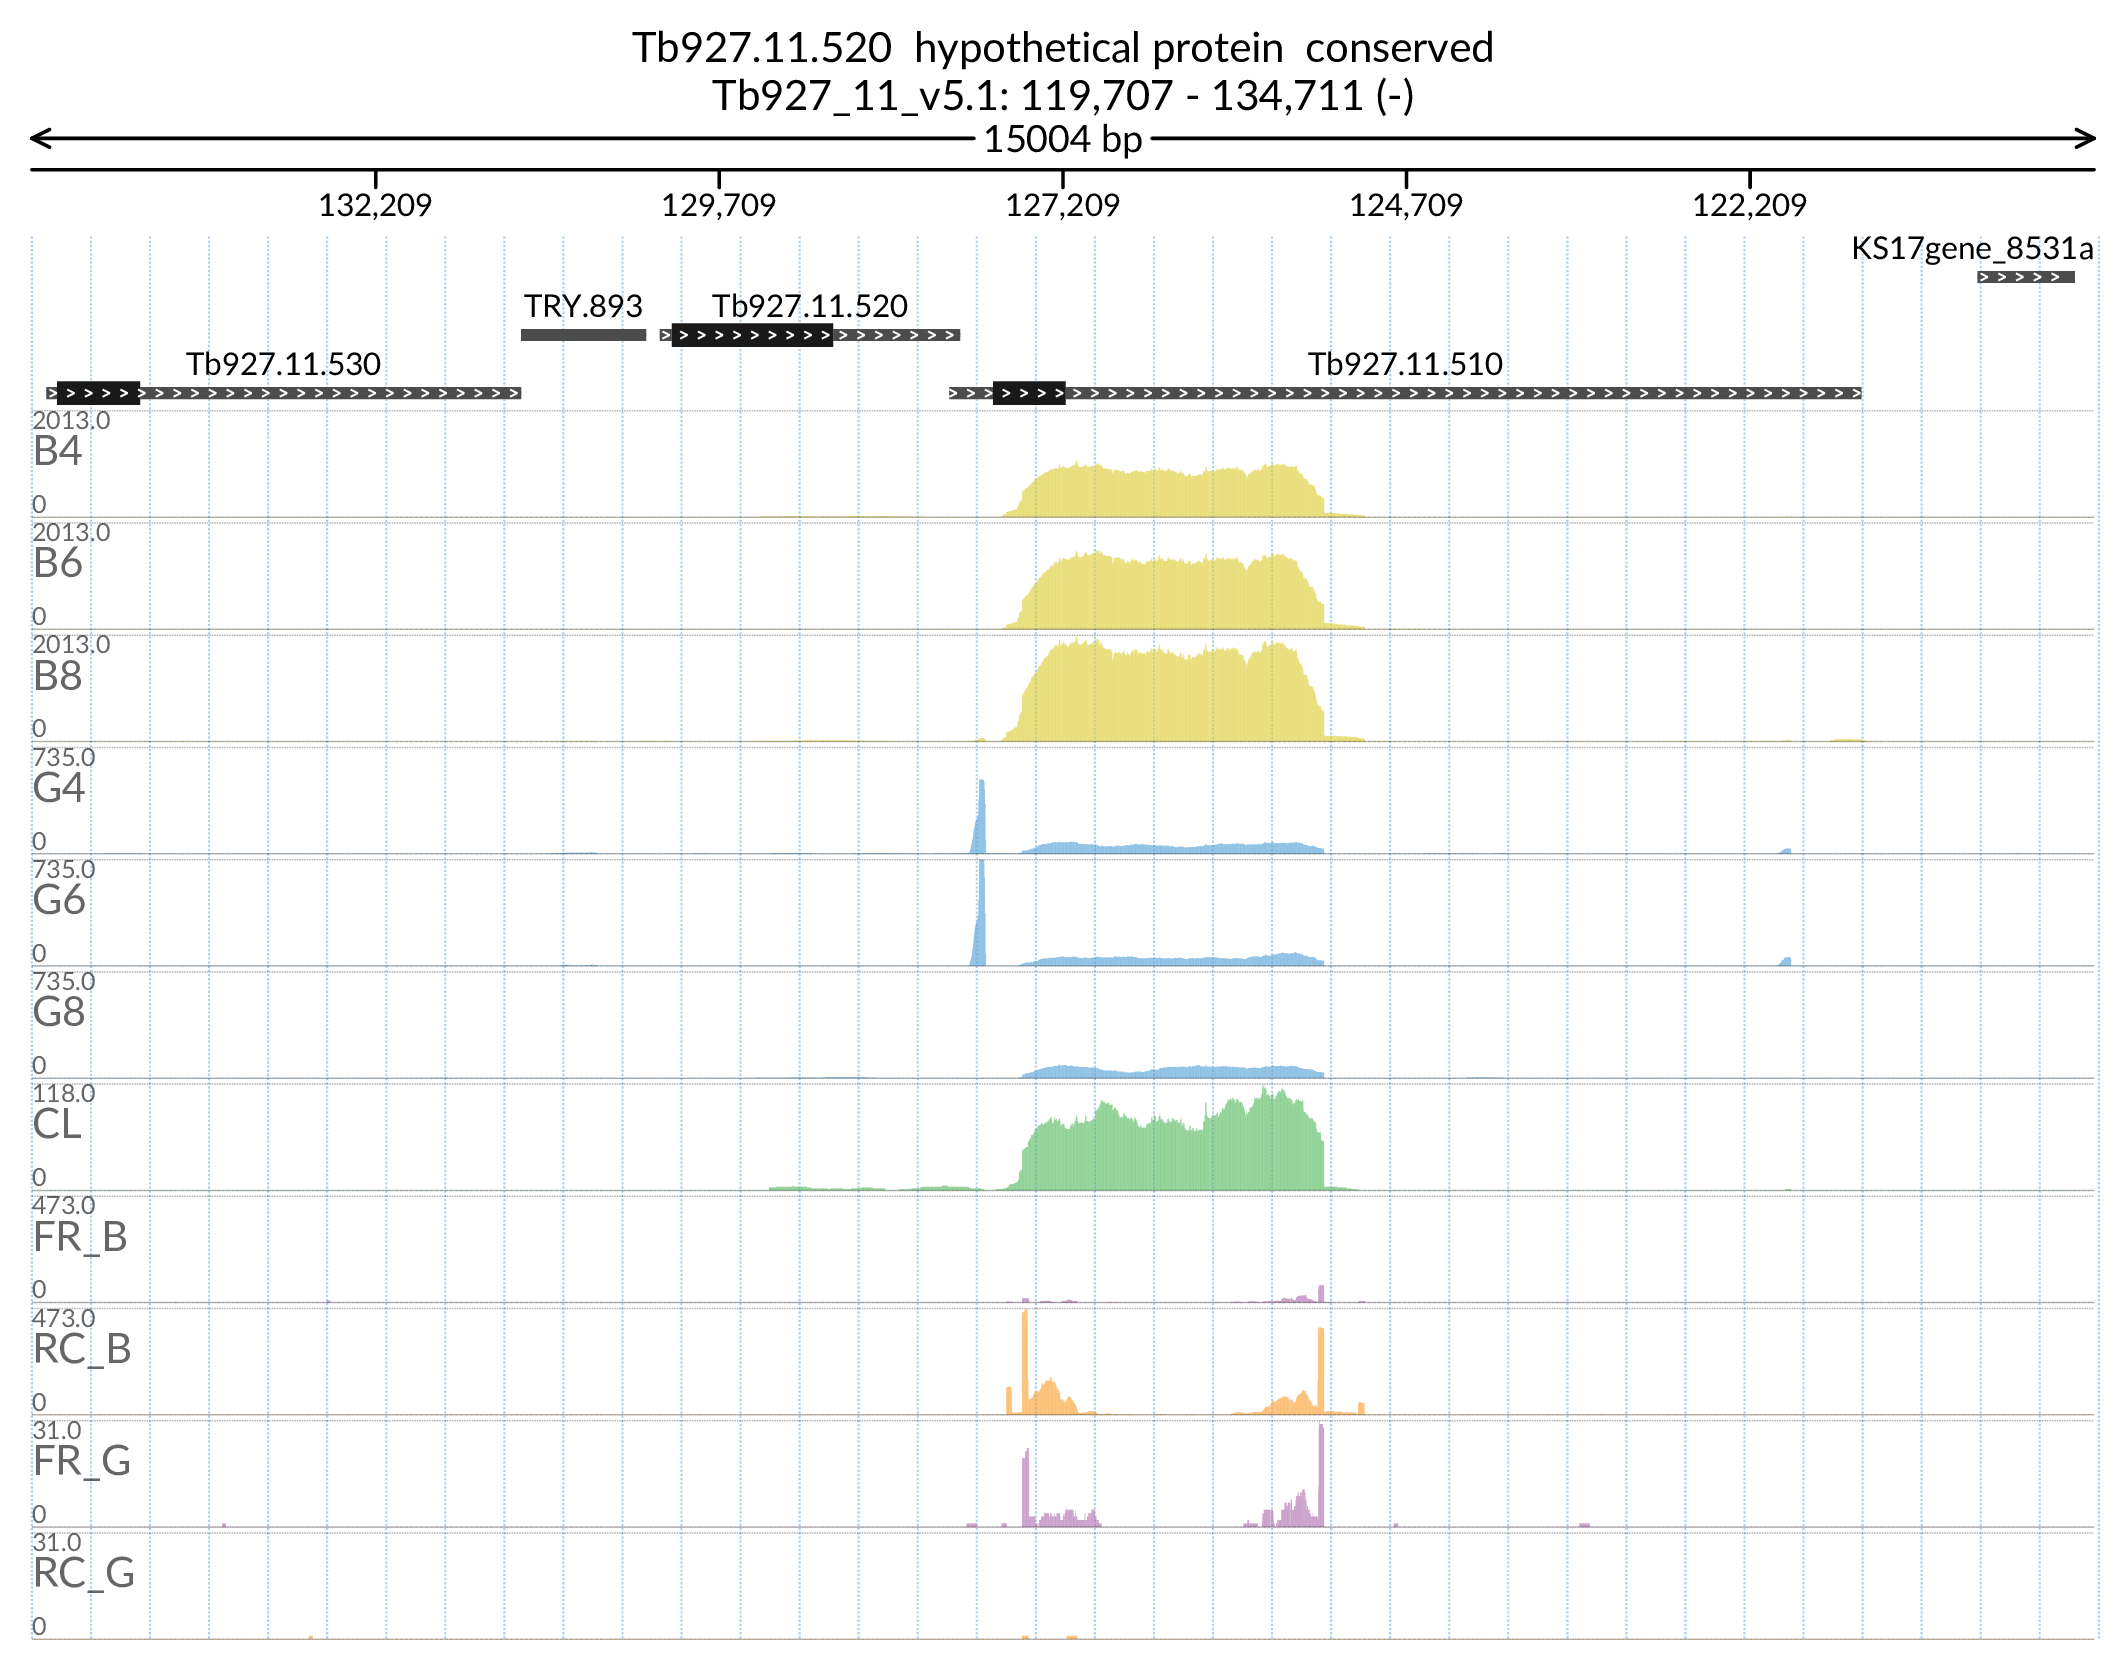 Tb927.11.520  hypothetical protein  conserved
Tb927_11_v5.1: 119,707 - 134,711 (-)
15004 bp
132,209 129,709 127,209 124,709 122,209
KS17gene_8531a
TRY.893 Tb927.11.520
Tb927.11.530 Tb927.11.510
2013.0
B4
0
2013.0
B6
0
2013.0
B8
0
735.0
G4
0
735.0
G6
0
735.0
G8
0
118.0
CL
0
473.0
FR_B
0
473.0
RC_B
0
31.0
FR_G
0
31.0
RC_G
0